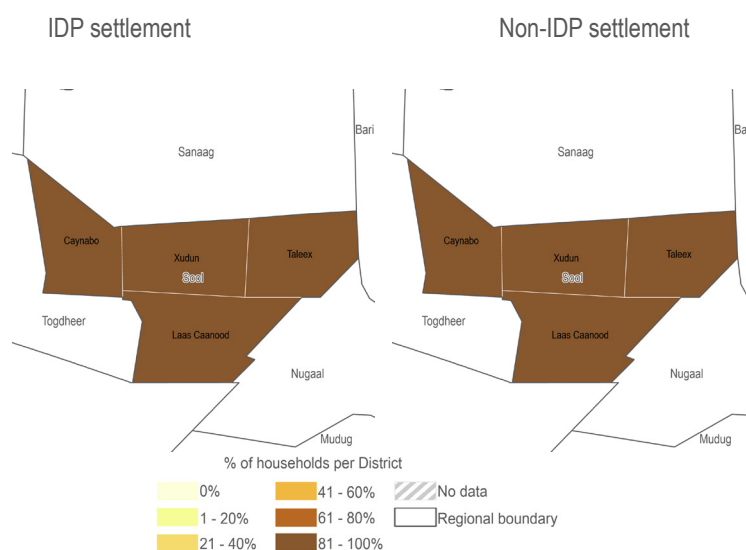 IDP settlement
Non-IDP settlement
Bari
Sanaag
Caynabo
Xudun
Taleex
Sool
Togdheer
Laas Caanood
Nugaal
Mudug
Ba
Sanaag
Caynabo
Xudun
Taleex
Sool
Togdheer
Laas Caanood
Nugaal
Mudug
% of households per District
0%
1 - 20%
21 - 40%
41 - 60%
61 - 80%
81 - 100%
No data
Regional boundary